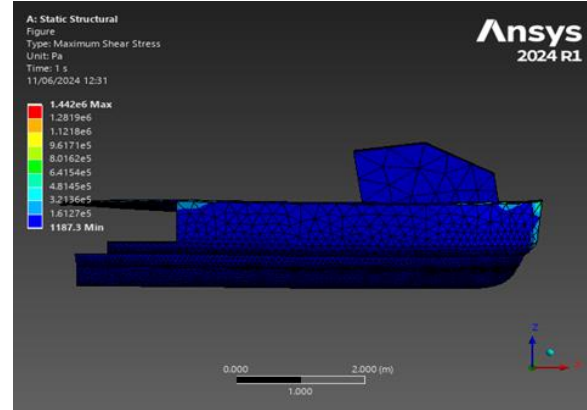 A: Static Structural
Figure
Type: Maximum Shear Stress
Unit: Pa
Time: 1 s
11/06/2024 12:31
Ansys
2024 R1
1.442e6 Max
1.2819e6
1.1218e6
9.6171e5
8.0162e5
6.4154e5
4.8145e5
3.2136e5
1.6127e5
1187.3 Min
Z
X
0.000
2.000 (m)
1.000